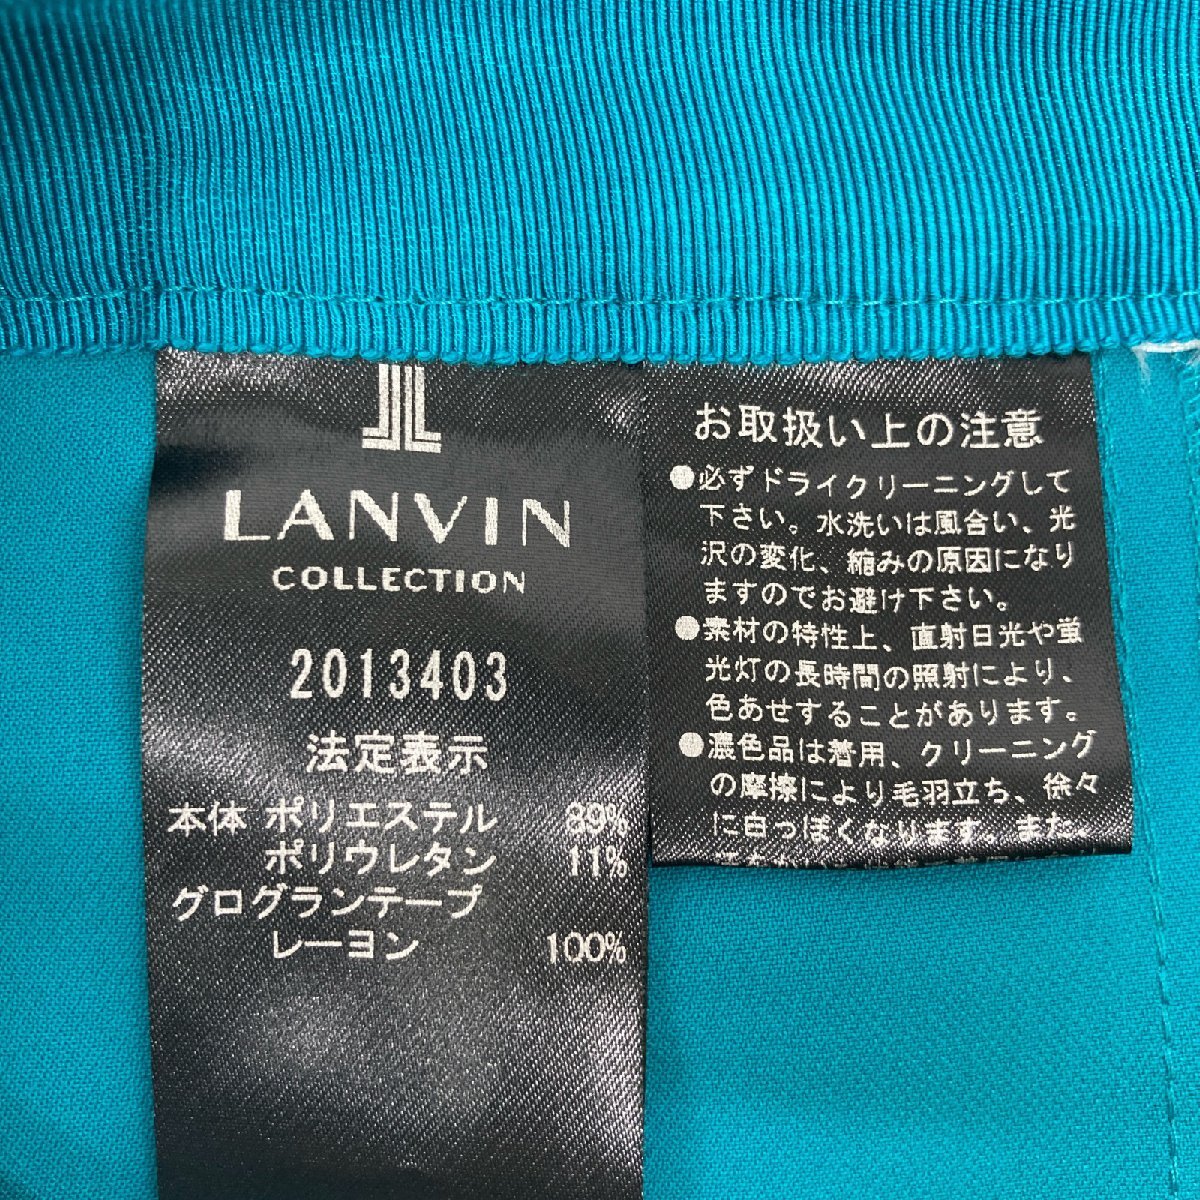 LANVIN
COLLECTION
2013403
法定表示
本体 ポリエステル 89%
ポリウレタン 11%
グログランテープ
レーヨン 100%
お取扱い上の注意
●必ずドライクリーニングして
下さい。水洗いは風合い、光
沢の変化、縮みの原因になり
ますのでお避け下さい。
●素材の特性上、直射日光や蛍
光灯の長時間の照射により、
色あせすることがあります。
●濃色品は着用、クリーニング
の摩擦により毛羽立ち、徐々
に白っぽくなります。また、